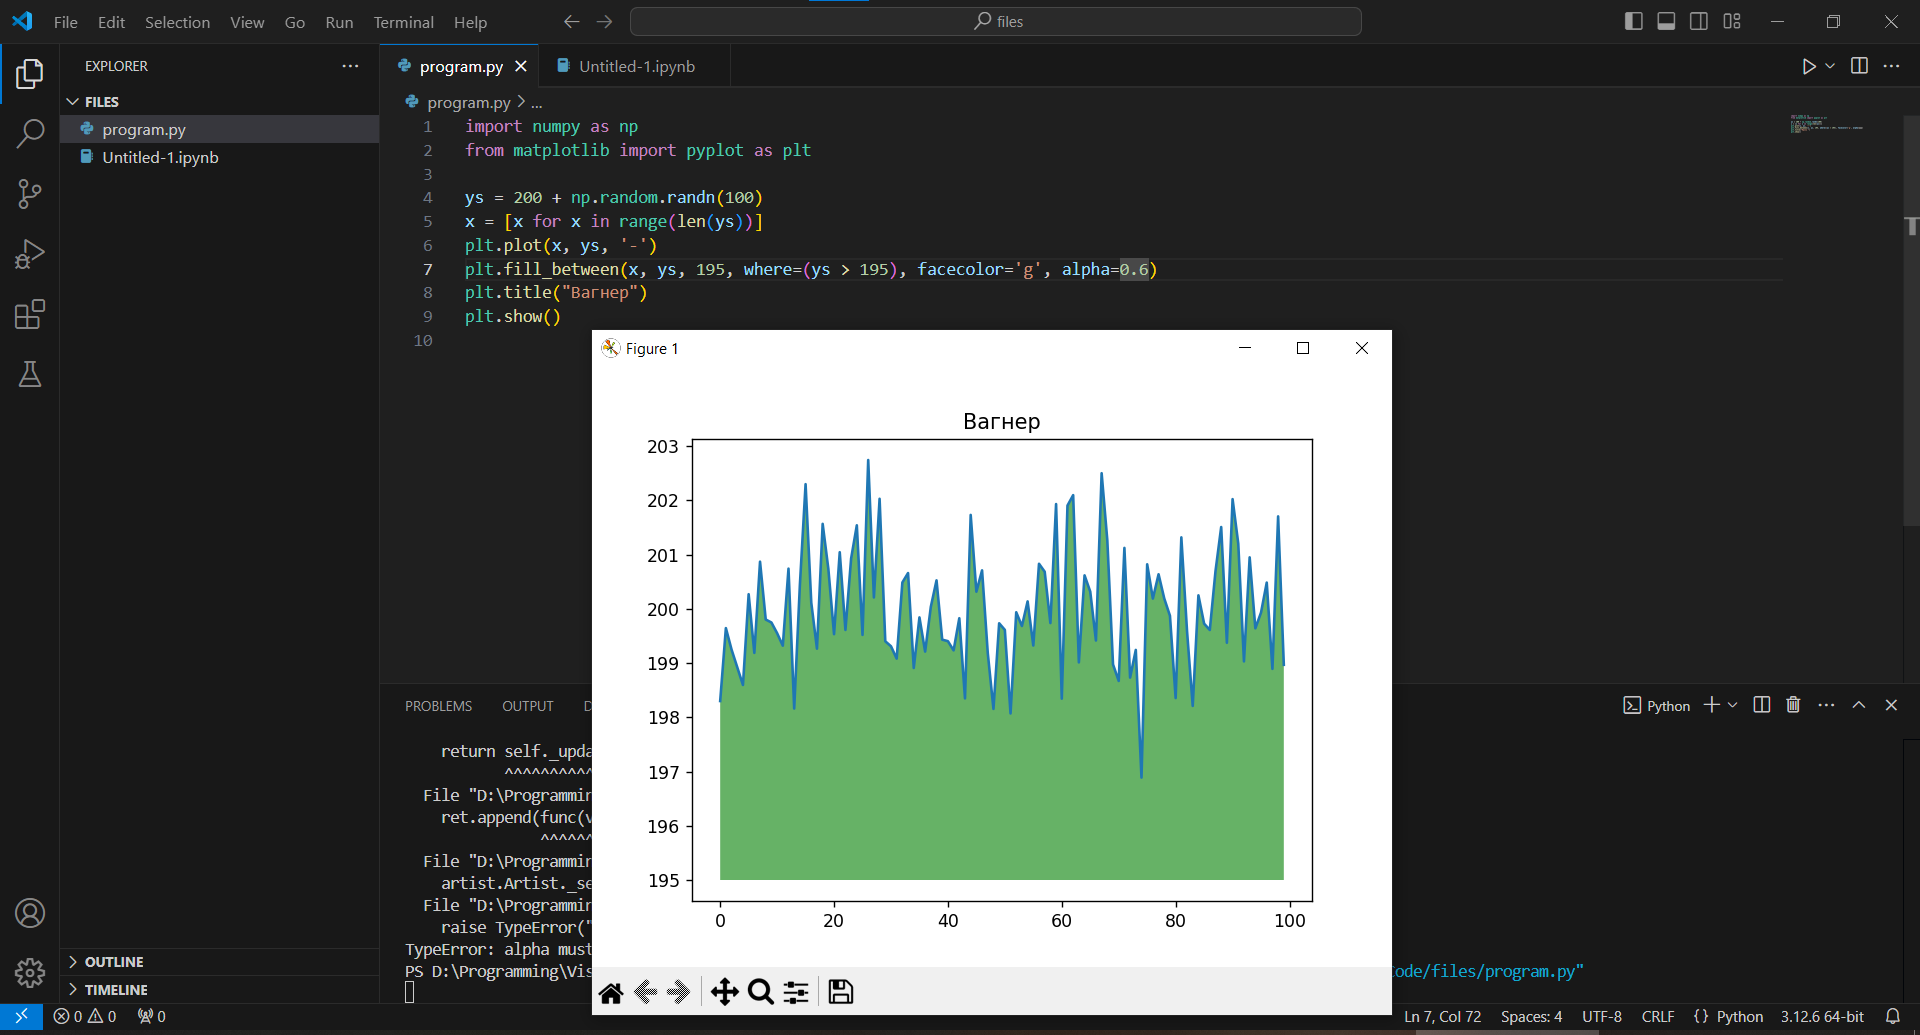 File Edit Selection View Go Run Terminal Help files
EXPLORER
FILES
program.py
Untitled-1.ipynb
OUTLINE
TIMELINE
program.py Untitled-1.ipynb
program.py > ...
1 import numpy as np
2 from matplotlib import pyplot as plt
3
4 ys = 200 + np.random.randn(100)
5 x = [x for x in range(len(ys))]
6 plt.plot(x, ys, '-')
7 plt.fill_between(x, ys, 195, where=(ys > 195), facecolor='g', alpha=0.6)
8 plt.title("Вагнер")
9 plt.show()
10
Figure 1
Вагнер
203
202
201
200
199
198
197
196
195
0 20 40 60 80 100
PROBLEMS OUTPUT D
Python
return self._upda
^^^^^^^^^^
File "D:\Programmin
ret.append(func(v
^^^^^^
File "D:\Programmin
artist.Artist._se
File "D:\Programmin
raise TypeError("
TypeError: alpha must
PS D:\Programming\Vis ode/files/program.py"
0 0 0
Ln 7, Col 72 Spaces: 4 UTF-8 CRLF {} Python 3.12.6 64-bit